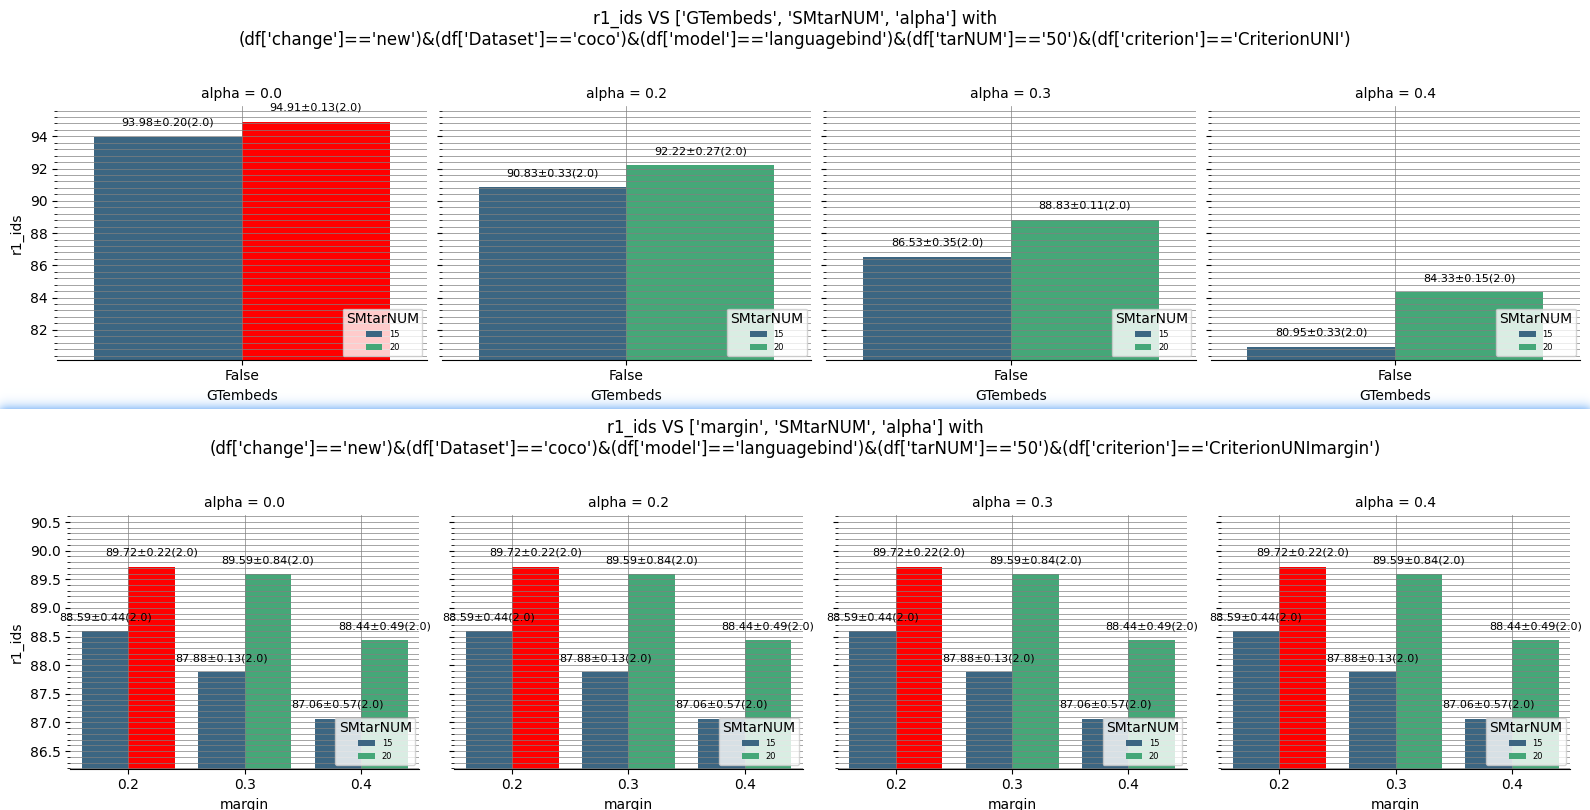 r1_ids VS ['GTembeds', 'SMtarNUM', 'alpha'] with
(df['change']=='new')&(df['Dataset']=='coco')&(df['model']=='languagebind')&(df['tarNUM']=='50')&(df['criterion']=='CriterionUNI')
alpha = 0.0
alpha = 0.2
alpha = 0.3
alpha = 0.4
r1_ids
94
92
90
88
86
84
82
93.98±0.20(2.0)
94.91±0.13(2.0)
SMtarNUM
15
20
False
GTembeds
90.83±0.33(2.0)
92.22±0.27(2.0)
SMtarNUM
15
20
False
GTembeds
86.53±0.35(2.0)
88.83±0.11(2.0)
SMtarNUM
15
20
False
GTembeds
80.95±0.33(2.0)
84.33±0.15(2.0)
SMtarNUM
15
20
False
GTembeds
r1_ids VS ['margin', 'SMtarNUM', 'alpha'] with
(df['change']=='new')&(df['Dataset']=='coco')&(df['model']=='languagebind')&(df['tarNUM']=='50')&(df['criterion']=='CriterionUNImargin')
alpha = 0.0
alpha = 0.2
alpha = 0.3
alpha = 0.4
r1_ids
90.5
90.0
89.5
89.0
88.5
88.0
87.5
87.0
86.5
88.59±0.44(2.0)
89.72±0.22(2.0)
87.88±0.13(2.0)
89.59±0.84(2.0)
87.06±0.57(2.0)
88.44±0.49(2.0)
SMtarNUM
15
20
0.2
0.3
0.4
margin
88.59±0.44(2.0)
89.72±0.22(2.0)
87.88±0.13(2.0)
89.59±0.84(2.0)
87.06±0.57(2.0)
88.44±0.49(2.0)
SMtarNUM
15
20
0.2
0.3
0.4
margin
88.59±0.44(2.0)
89.72±0.22(2.0)
87.88±0.13(2.0)
89.59±0.84(2.0)
87.06±0.57(2.0)
88.44±0.49(2.0)
SMtarNUM
15
20
0.2
0.3
0.4
margin
88.59±0.44(2.0)
89.72±0.22(2.0)
87.88±0.13(2.0)
89.59±0.84(2.0)
87.06±0.57(2.0)
88.44±0.49(2.0)
SMtarNUM
15
20
0.2
0.3
0.4
margin